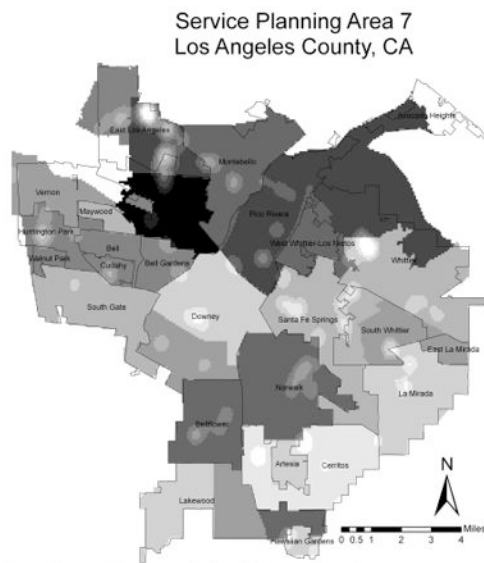 Service Planning Area 7
Los Angeles County, CA
Avocado Heights
East Los Angeles
Montebello
Vernon
Maywood
Pico Rivera
Huntington Park
West Whittier-Los Nietos
Bell
Whittier
Walnut Park
Cudahy
Bell Gardens
South Gate
Downey
Santa Fe Springs
South Whittier
East La Mirada
Norwalk
La Mirada
Bellflower
Artesia
Cerritos
N
Lakewood
Miles
0 0.5 1 2 3 4
Hawaiian Gardens